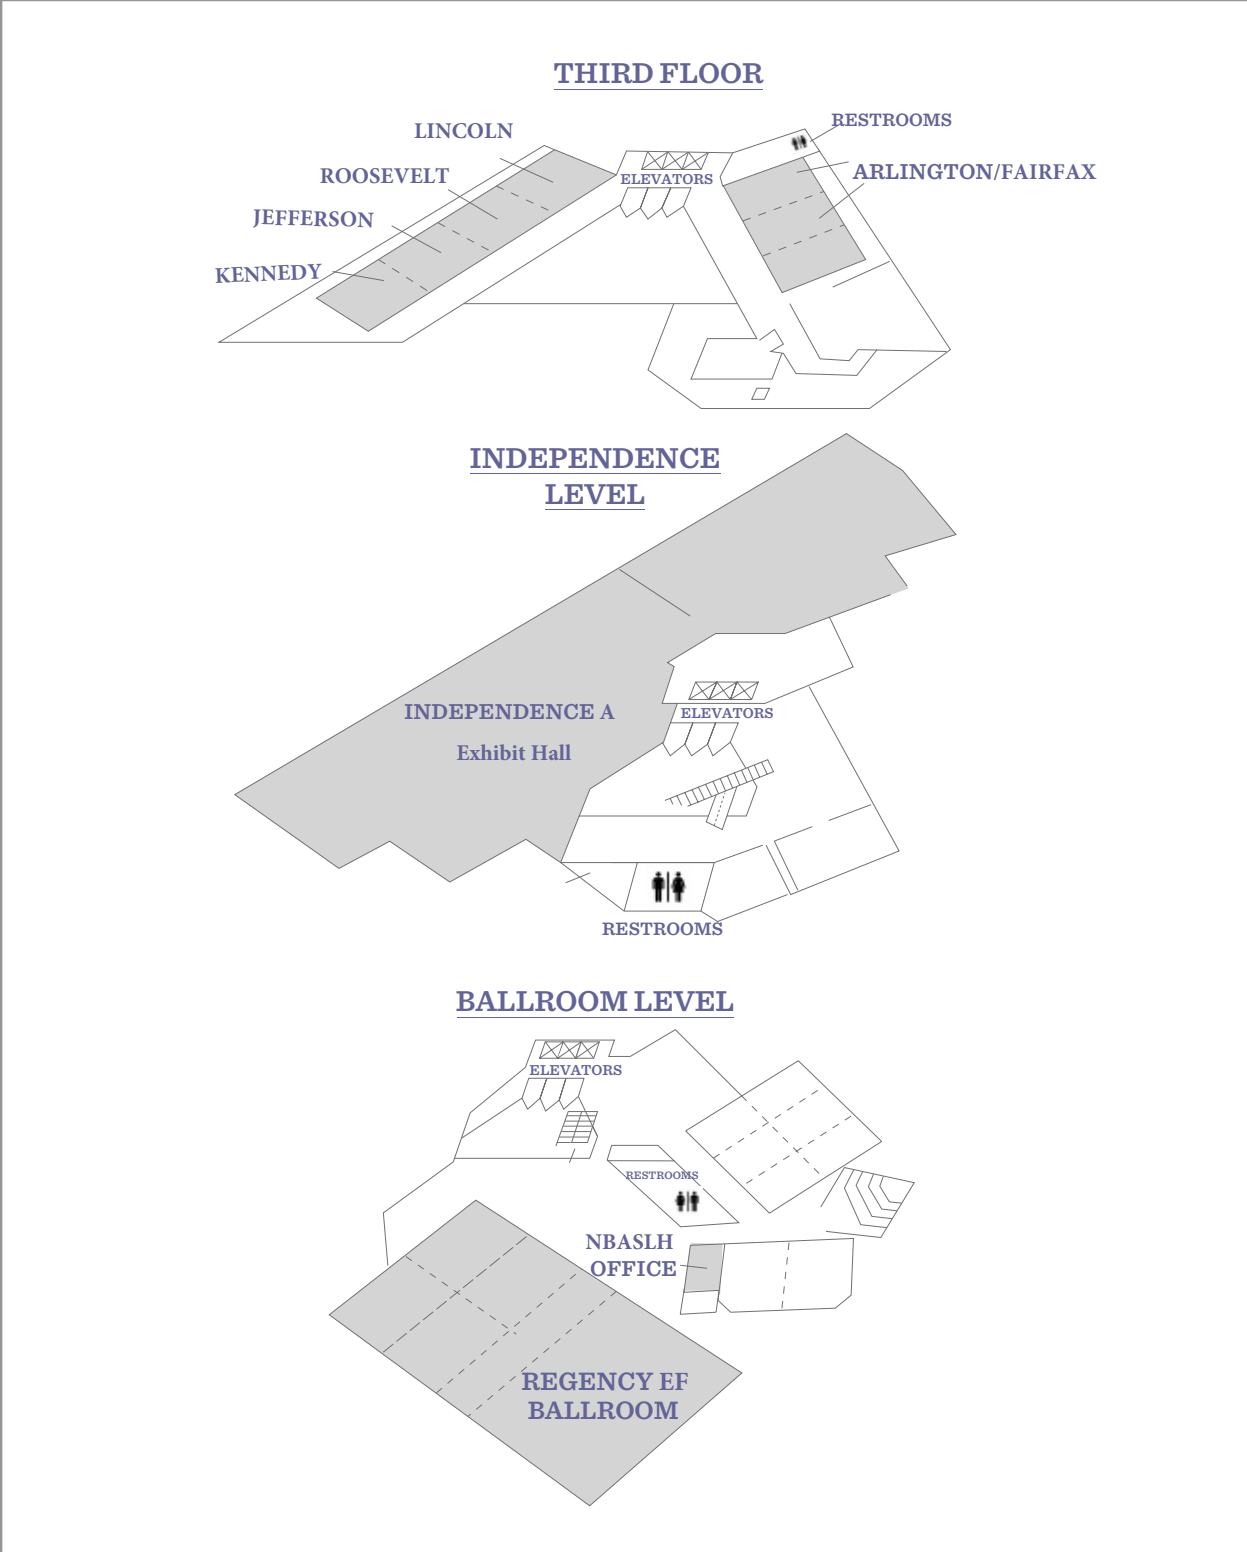 THIRD FLOOR
RESTROOMS
LINCOLN
ROOSEVELT
ELEVATORS
ARLINGTON/FAIRFAX
JEFFERSON
KENNEDY
INDEPENDENCE
LEVEL
INDEPENDENCE A
ELEVATORS
Exhibit Hall
RESTROOMS
BALLROOM LEVEL
ELEVATORS
RESTROOMS
NBASLH
OFFICE
REGENCY EF
BALLROOM